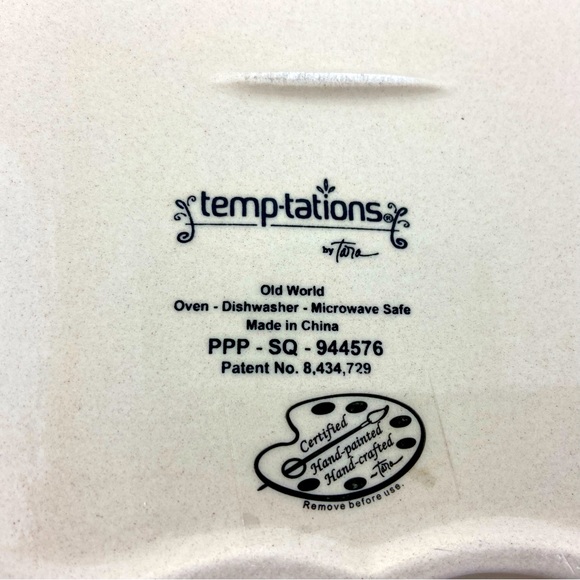 temp-tations®
by Tara
Old World
Oven - Dishwasher - Microwave Safe
Made in China
PPP - SQ - 944576
Patent No. 8,434,729
Certified
Hand-painted
Hand-crafted
~Tara
Remove before use.